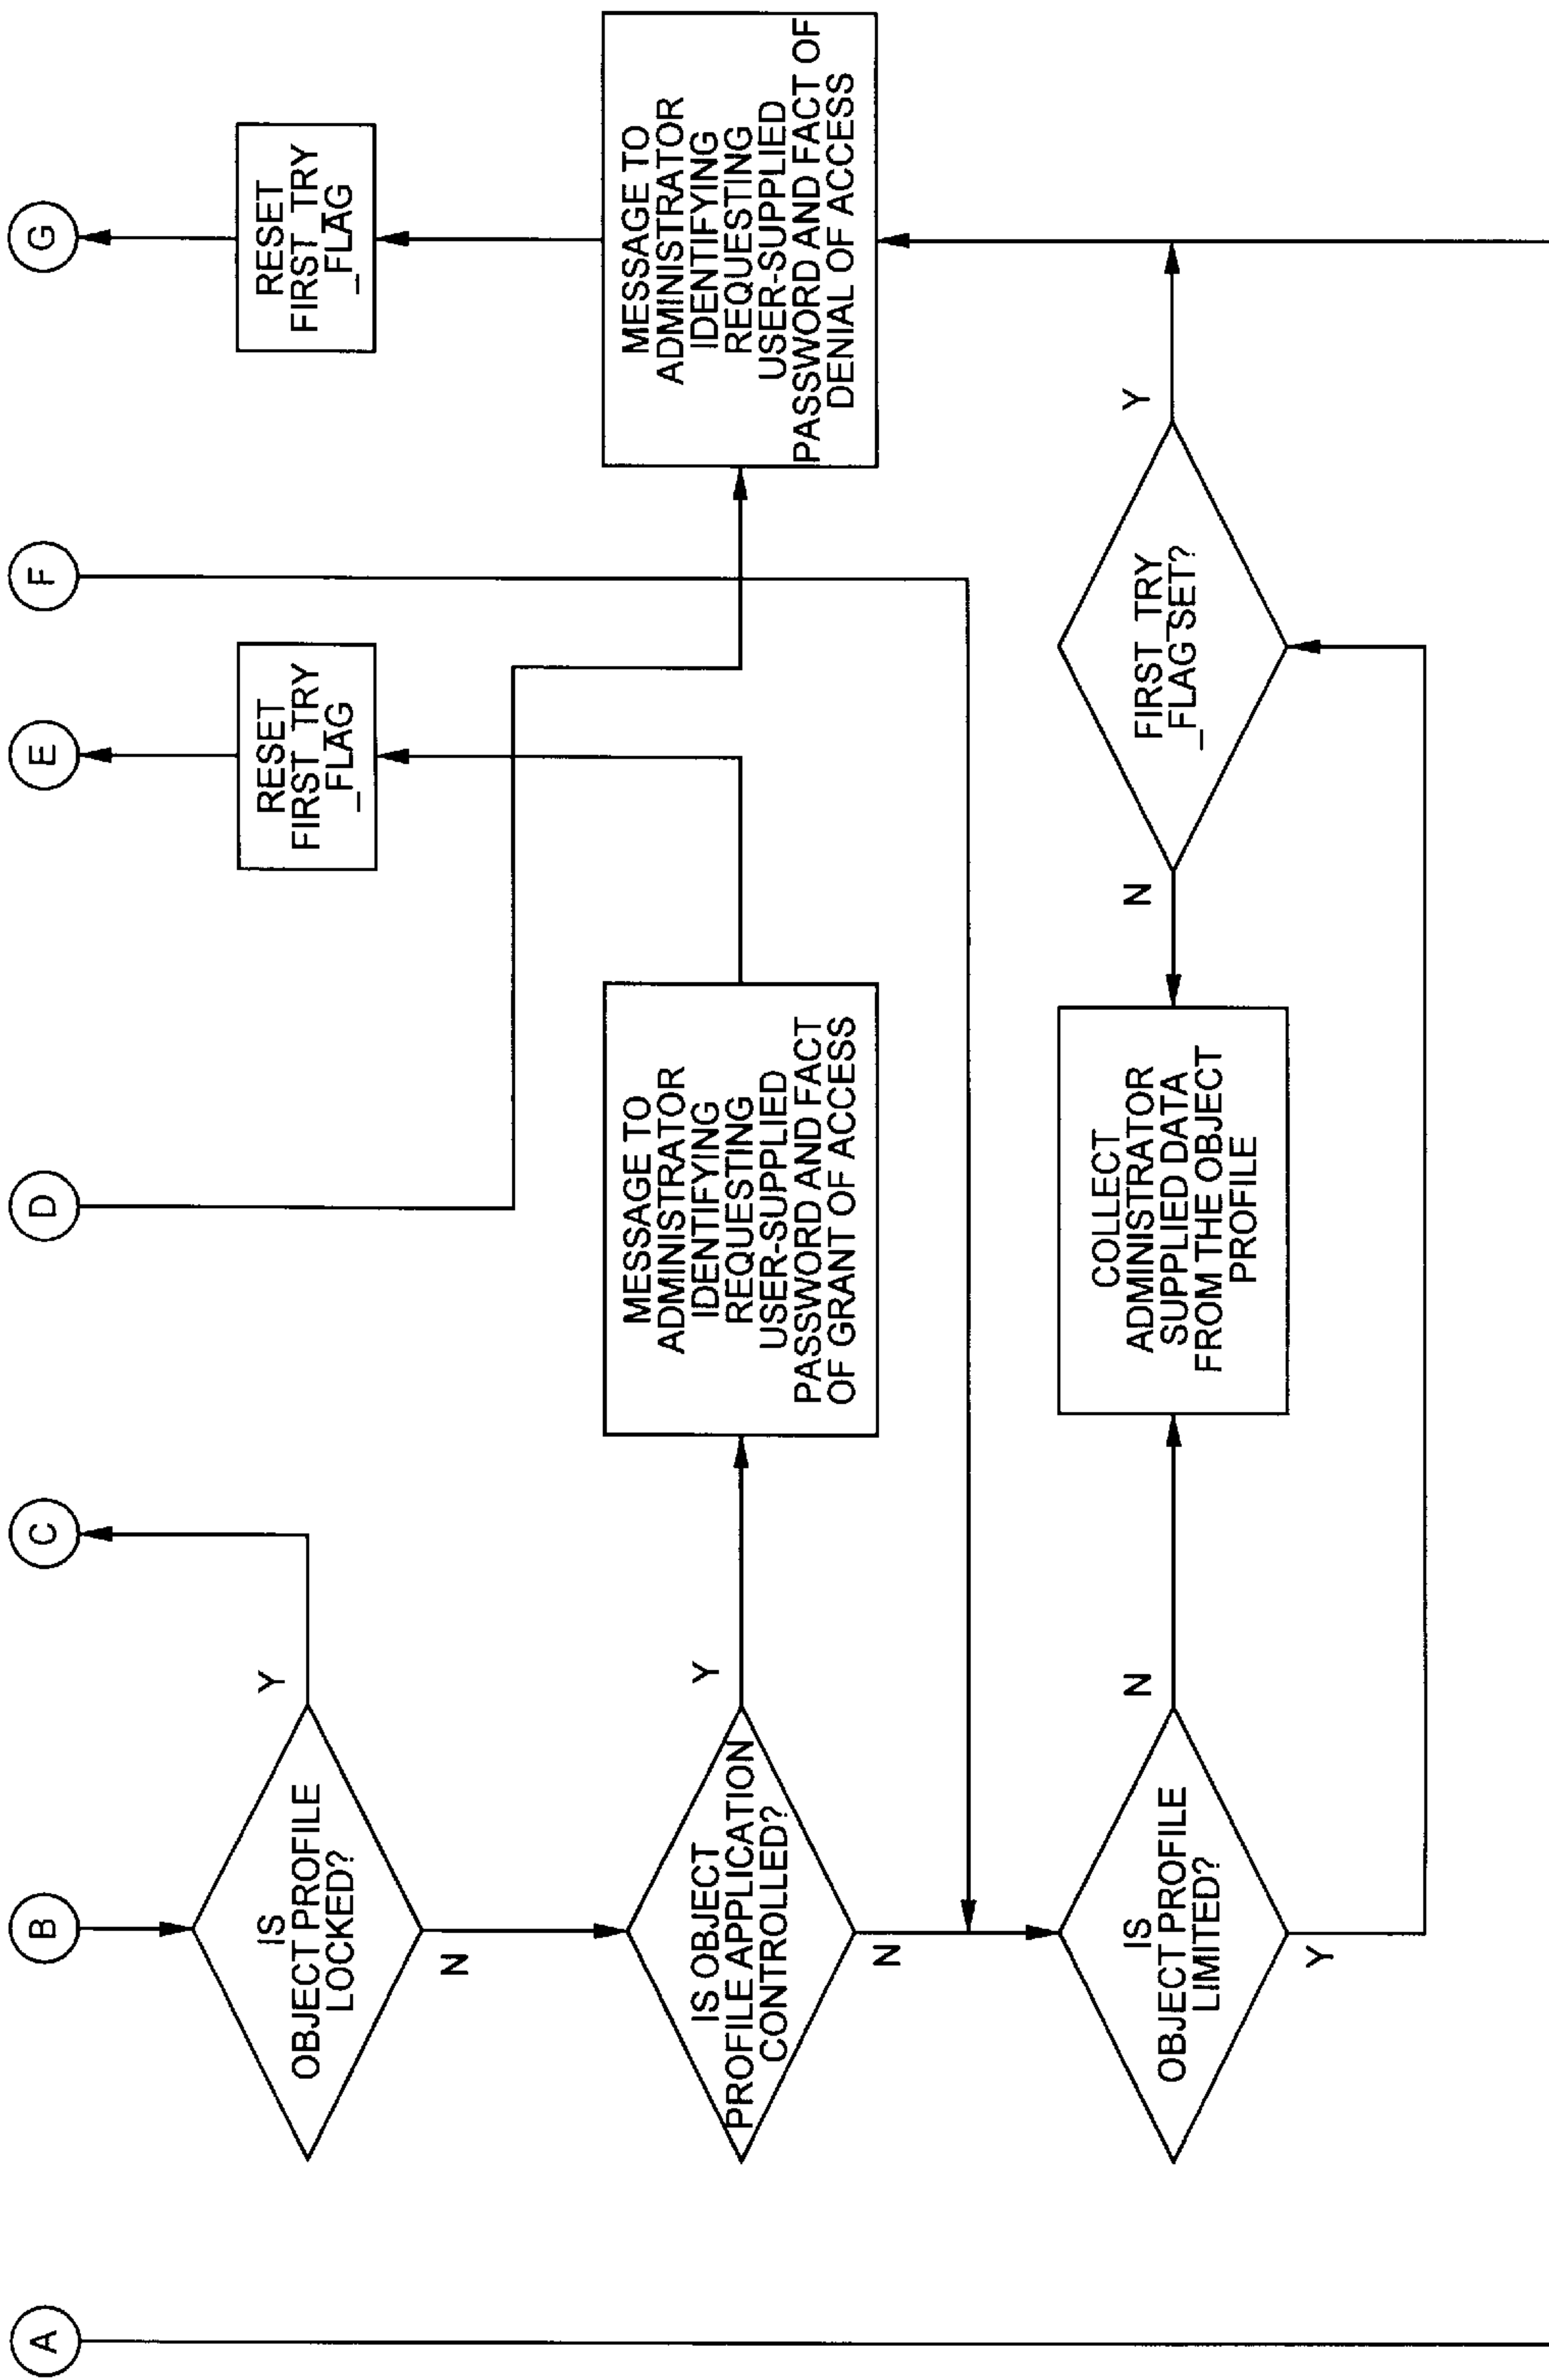 A
B
C
D
E
F
G
IS
OBJECT PROFILE
LOCKED?
Y
N
RESET
FIRST_TRY
_FLAG
RESET
FIRST_TRY
_FLAG
IS OBJECT
PROFILE APPLICATION
CONTROLLED?
Y
N
MESSAGE TO
ADMINISTRATOR
IDENTIFYING
REQUESTING
USER-SUPPLIED
PASSWORD AND FACT
OF GRANT OF ACCESS
MESSAGE TO
ADMINISTRATOR
IDENTIFYING
REQUESTING
USER-SUPPLIED
PASSWORD AND FACT OF
DENIAL OF ACCESS
IS
OBJECT PROFILE
LIMITED?
N
Y
COLLECT
ADMINISTRATOR
SUPPLIED DATA
FROM THE OBJECT
PROFILE
N
FIRST_TRY
_FLAG SET?
Y